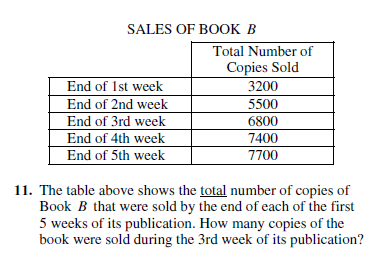 SALES OF BOOK B
Total Number of
Copies Sold
End of 1st week 3200
End of 2nd week 5500
End of 3rd week 6800
End of 4th week 7400
End of 5th week 7700
11. The table above shows the total number of copies of
Book B that were sold by the end of each of the first
5 weeks of its publication. How many copies of the
book were sold during the 3rd week of its publication?